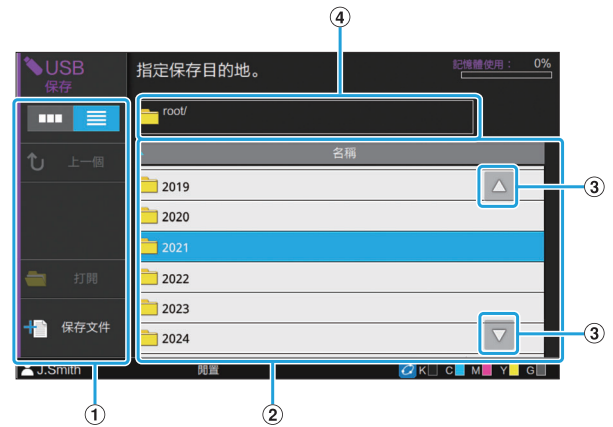 ④
USB
保存
指定保存目的地。
記憶體使用： 0%
root/
名稱
上一個
2019
③
2020
2021
打開
2022
2023
保存文件
2024
③
J.Smith
閒置
K C M Y G
①
②